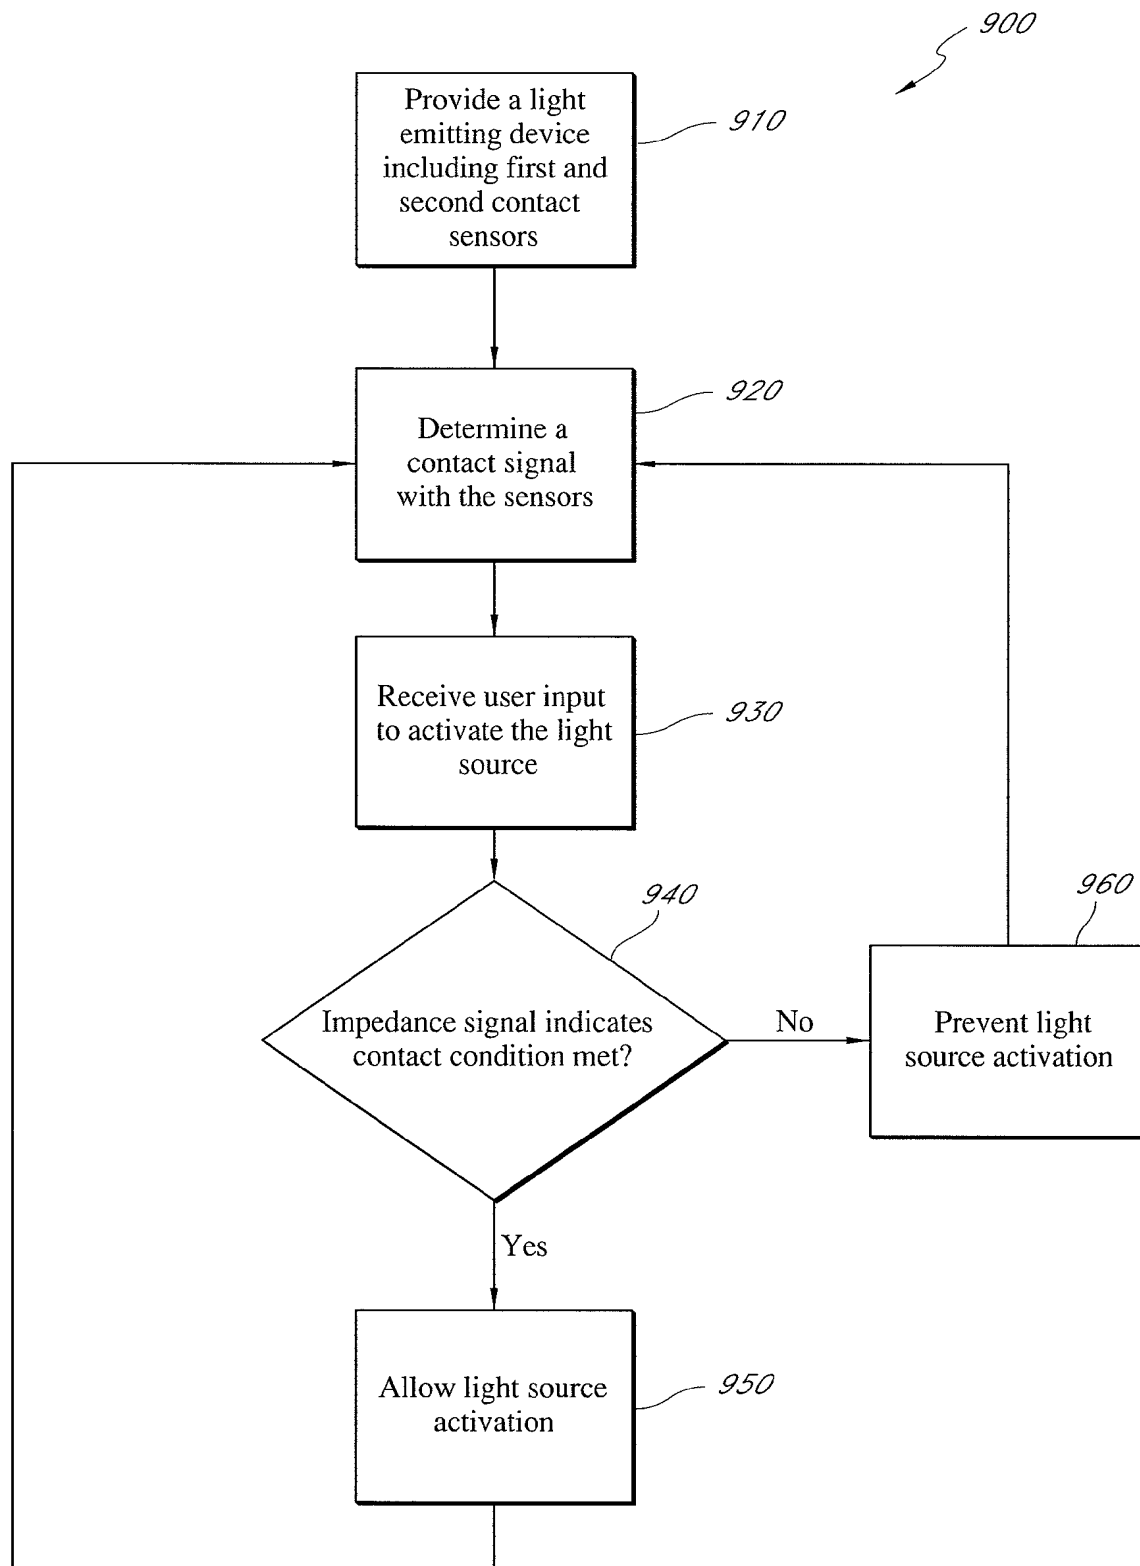 900
Provide a light
emitting device
including first and
second contact
sensors
910
Determine a
contact signal
with the sensors
920
Receive user input
to activate the light
source
930
940
Impedance signal indicates
contact condition met?
No
960
Prevent light
source activation
Yes
Allow light source
activation
950